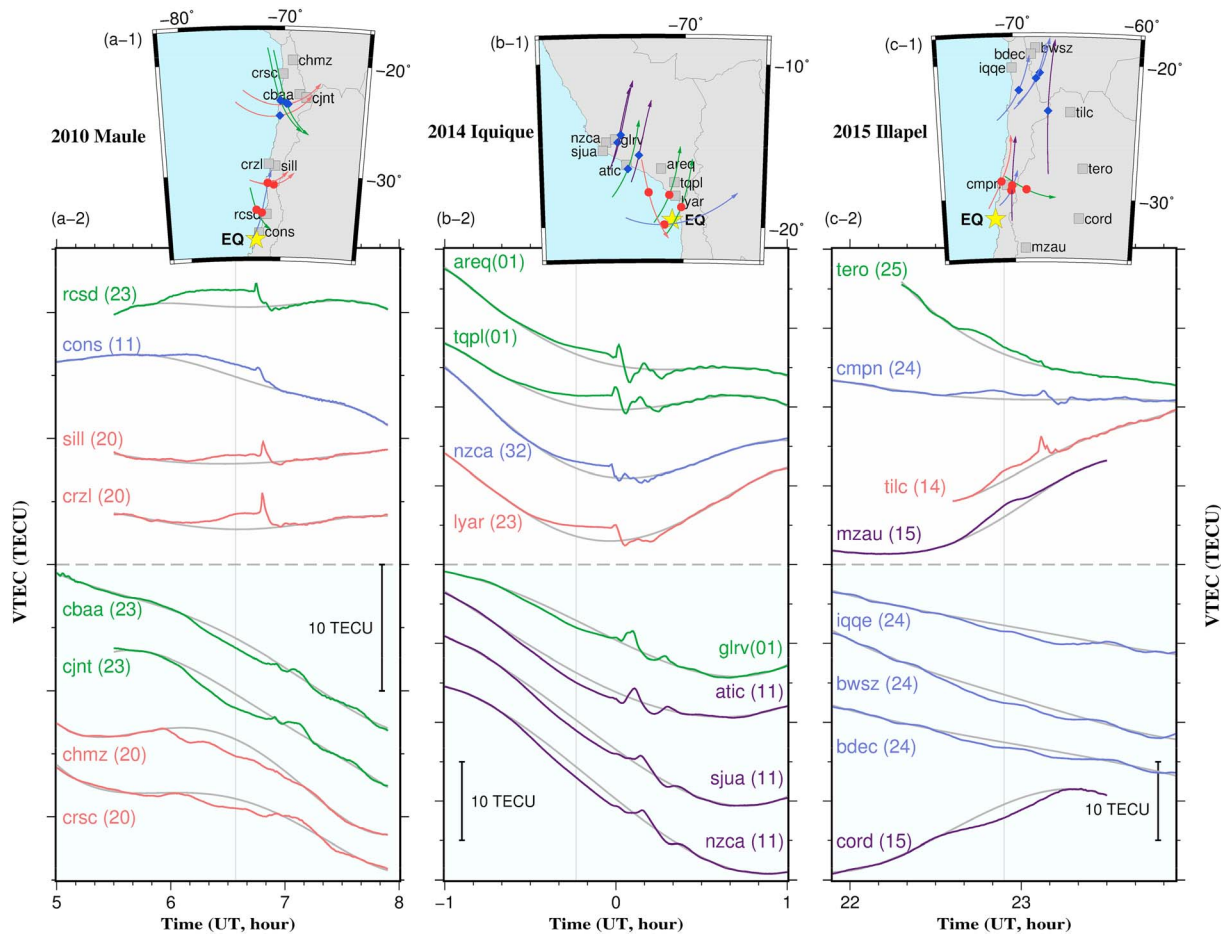 −80° −70°
(a−1)
chmz
crsc
−20°
cbaa cjnt
2010 Maule
crzl sill
−30°
rcsd
cons
EQ
(a−2)
−70°
(b−1)
−10°
2014 Iquique
nzca glrv
sjua
atic areq
tqpl
lyar
EQ
−20°
(b−2)
−70° −60°
(c−1)
bdec bwsz
iqqe
−20°
tilc
2015 Illapel
tero
cmpn
−30°
EQ cord
mzau
(c−2)
VTEC (TECU)
rcsd (23)
cons (11)
sill (20)
crzl (20)
cbaa (23)
10 TECU
cjnt (23)
chmz (20)
crsc (20)
5 6 7 8
Time (UT, hour)
areq(01)
tqpl(01)
nzca (32)
lyar (23)
glrv(01)
atic (11)
sjua (11)
10 TECU
nzca (11)
−1 0 1
Time (UT, hour)
tero (25)
cmpn (24)
tilc (14)
mzau (15)
iqqe (24)
bwsz (24)
bdec (24)
10 TECU
cord (15)
22 23
Time (UT, hour)
VTEC (TECU)